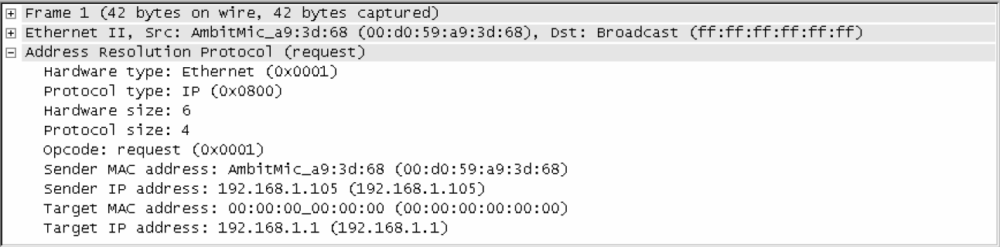 Frame 1 (42 bytes on wire, 42 bytes captured)
Ethernet II, Src: AmbitMic_a9:3d:68 (00:d0:59:a9:3d:68), Dst: Broadcast (ff:ff:ff:ff:ff:ff)
Address Resolution Protocol (request)
Hardware type: Ethernet (0x0001)
Protocol type: IP (0x0800)
Hardware size: 6
Protocol size: 4
Opcode: request (0x0001)
Sender MAC address: AmbitMic_a9:3d:68 (00:d0:59:a9:3d:68)
Sender IP address: 192.168.1.105 (192.168.1.105)
Target MAC address: 00:00:00_00:00:00 (00:00:00:00:00:00)
Target IP address: 192.168.1.1 (192.168.1.1)